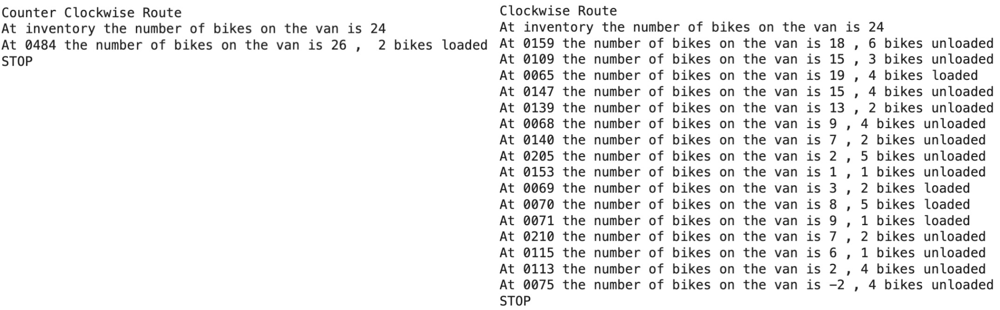 Counter Clockwise Route
At inventory the number of bikes on the van is 24
At 0484 the number of bikes on the van is 26 ,  2 bikes loaded
STOP
Clockwise Route
At inventory the number of bikes on the van is 24
At 0159 the number of bikes on the van is 18 , 6 bikes unloaded
At 0109 the number of bikes on the van is 15 , 3 bikes unloaded
At 0065 the number of bikes on the van is 19 , 4 bikes loaded
At 0147 the number of bikes on the van is 15 , 4 bikes unloaded
At 0139 the number of bikes on the van is 13 , 2 bikes unloaded
At 0068 the number of bikes on the van is 9 , 4 bikes unloaded
At 0140 the number of bikes on the van is 7 , 2 bikes unloaded
At 0205 the number of bikes on the van is 2 , 5 bikes unloaded
At 0153 the number of bikes on the van is 1 , 1 bikes unloaded
At 0069 the number of bikes on the van is 3 , 2 bikes loaded
At 0070 the number of bikes on the van is 8 , 5 bikes loaded
At 0071 the number of bikes on the van is 9 , 1 bikes loaded
At 0210 the number of bikes on the van is 7 , 2 bikes unloaded
At 0115 the number of bikes on the van is 6 , 1 bikes unloaded
At 0113 the number of bikes on the van is 2 , 4 bikes unloaded
At 0075 the number of bikes on the van is -2 , 4 bikes unloaded
STOP